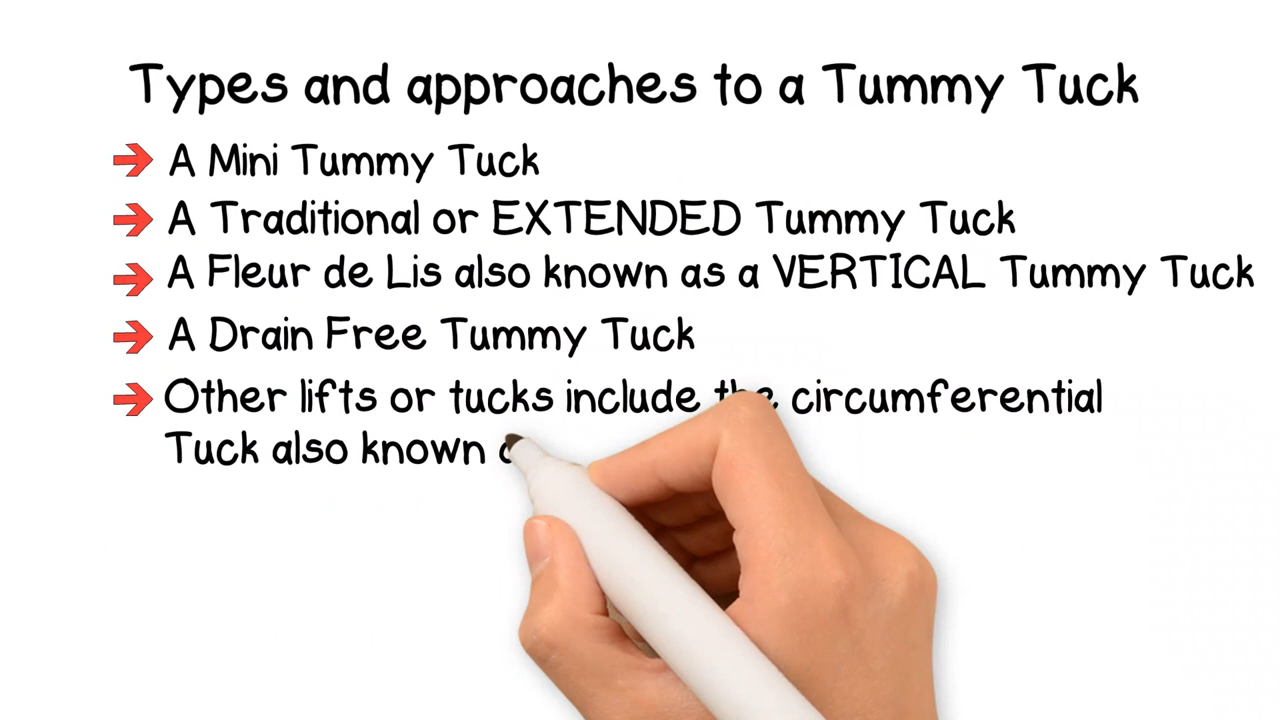 Types and approaches to a Tummy Tuck
A Mini Tummy Tuck
A Traditional or EXTENDED Tummy Tuck
A Fleur de Lis also known as a VERTICAL Tummy Tuck
A Drain Free Tummy Tuck
Other lifts or tucks include the circumferential
Tuck also known